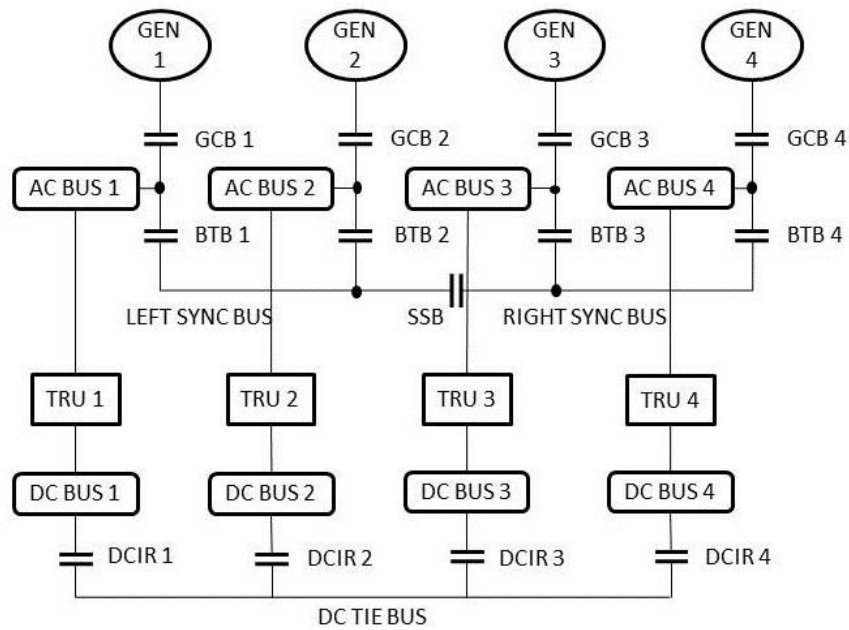 GEN
1
GEN
2
GEN
3
GEN
4
GCB 1
GCB 2
GCB 3
GCB 4
AC BUS 1
AC BUS 2
AC BUS 3
AC BUS 4
BTB 1
BTB 2
BTB 3
BTB 4
LEFT SYNC BUS
SSB
RIGHT SYNC BUS
TRU 1
TRU 2
TRU 3
TRU 4
DC BUS 1
DC BUS 2
DC BUS 3
DC BUS 4
DCIR 1
DCIR 2
DCIR 3
DCIR 4
DC TIE BUS